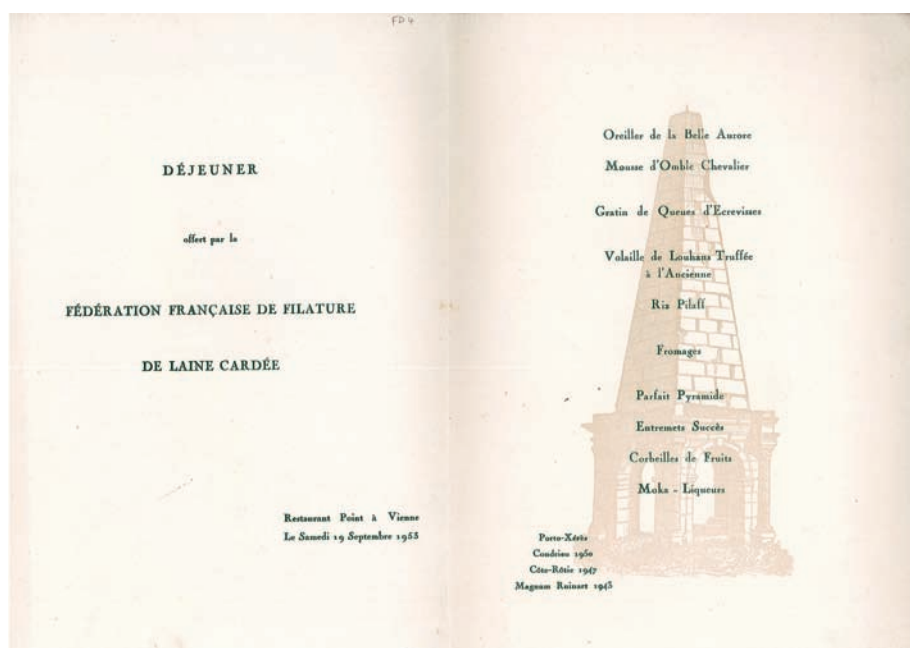 FD4
DÉJEUNER
offert par la
FÉDÉRATION FRANÇAISE DE FILATURE
DE LAINE CARDÉE
Restaurant Point à Vienne
Le Samedi 19 Septembre 1953
Oreiller de la Belle Aurore
Mousse d'Omble Chevalier
Gratin de Queues d'Ecrevisses
Volaille de Louhans Truffée
à l'Ancienne
Riz Pilaff
Fromages
Parfait Pyramide
Entremets Succès
Corbeilles de Fruits
Moka - Liqueurs
Porto-Xérès
Condrieu 1950
Côte-Rôtie 1947
Magnum Ruinart 1943